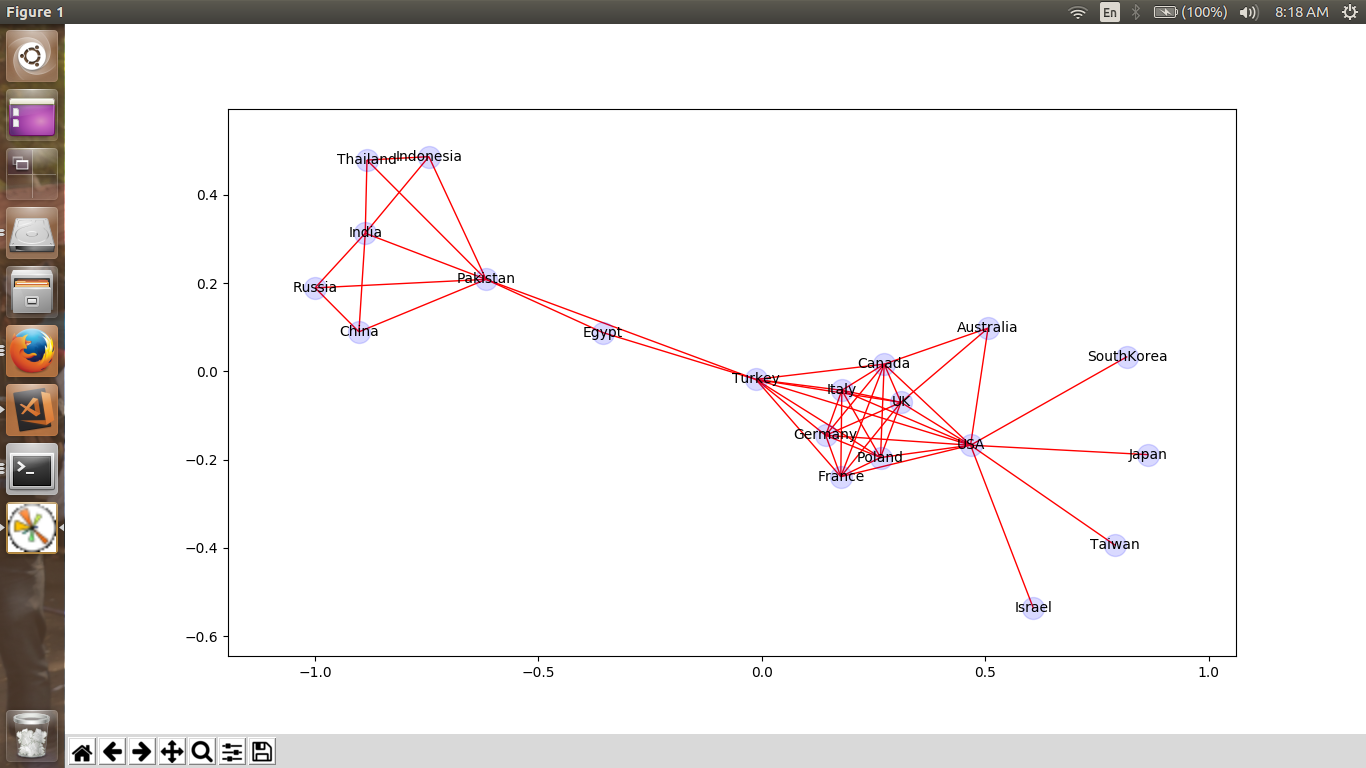 Figure 1
En
(100%)
8:18 AM
Thailand
Indonesia
0.4
India
0.2
Pakistan
Russia
China
Egypt
Australia
SouthKorea
Canada
0.0
Turkey
Italy
UK
Germany
USA
Japan
Poland
−0.2
France
Taiwan
−0.4
Israel
−0.6
−1.0
−0.5
0.0
0.5
1.0